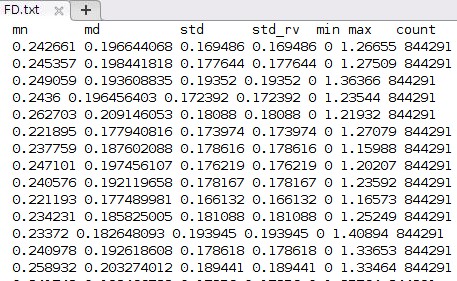 FD.txt
mn md std std_rv min max count
0.242661 0.196644068 0.169486 0.169486 0 1.26655 844291
0.245357 0.198441818 0.177644 0.177644 0 1.27509 844291
0.249059 0.193608835 0.19352 0.19352 0 1.36366 844291
0.2436 0.196456403 0.172392 0.172392 0 1.23544 844291
0.262703 0.209146053 0.18088 0.18088 0 1.21932 844291
0.221895 0.177940816 0.173974 0.173974 0 1.27079 844291
0.237759 0.187602088 0.178616 0.178616 0 1.15988 844291
0.247101 0.197456107 0.176219 0.176219 0 1.20207 844291
0.240576 0.192119658 0.178167 0.178167 0 1.23592 844291
0.221193 0.177489981 0.166132 0.166132 0 1.16573 844291
0.234231 0.185825005 0.181088 0.181088 0 1.25249 844291
0.23372 0.182648093 0.193945 0.193945 0 1.40894 844291
0.240978 0.192618608 0.178618 0.178618 0 1.33653 844291
0.258932 0.203274012 0.189441 0.189441 0 1.33464 844291